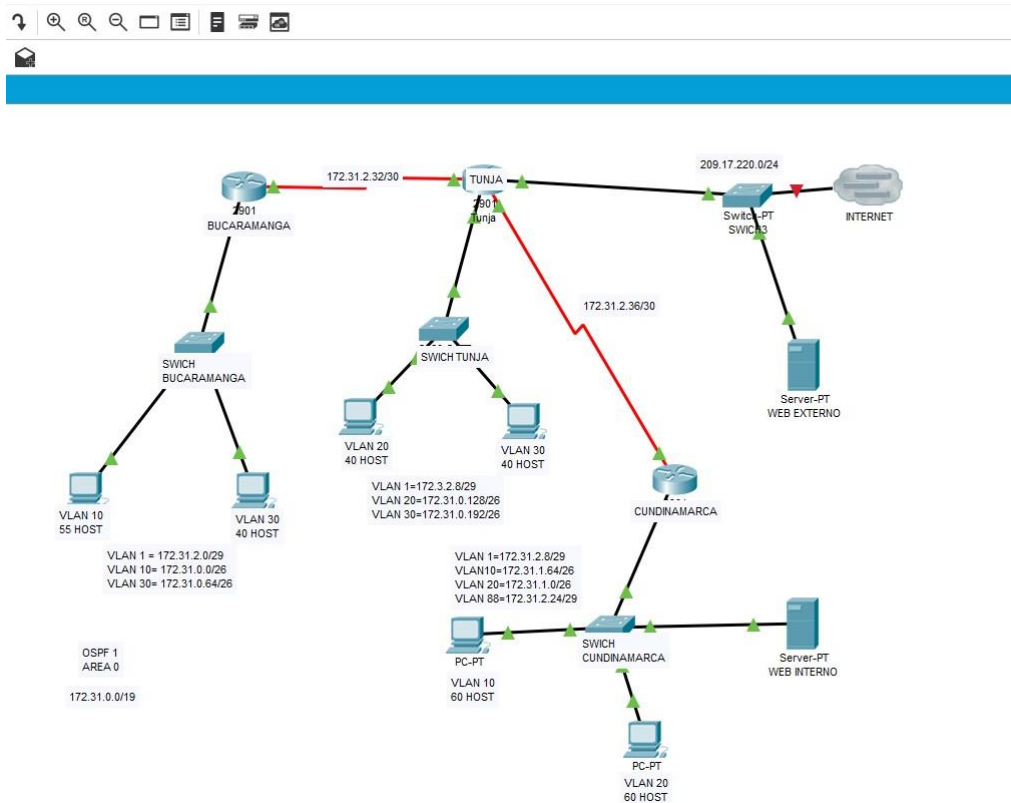 172.31.2.32/30
TUNJA
2901
Tunja
2901
BUCARAMANGA
209.17.220.0/24
Switch-PT
SWICH3
INTERNET
172.31.2.36/30
SWICH
BUCARAMANGA
SWICH TUNJA
Server-PT
WEB EXTERNO
VLAN 10
55 HOST
VLAN 30
40 HOST
VLAN 20
40 HOST
VLAN 30
40 HOST
VLAN 1=172.3.2.8/29
VLAN 20=172.31.0.128/26
VLAN 30=172.31.0.192/26
CUNDINAMARCA
VLAN 1 = 172.31.2.0/29
VLAN 10= 172.31.0.0/26
VLAN 30= 172.31.0.64/26
VLAN 1=172.31.2.8/29
VLAN10=172.31.1.64/26
VLAN 20=172.31.1.0/26
VLAN 88=172.31.2.24/29
OSPF 1
AREA 0
172.31.0.0/19
PC-PT
VLAN 10
60 HOST
SWICH
CUNDINAMARCA
Server-PT
WEB INTERNO
PC-PT
VLAN 20
60 HOST